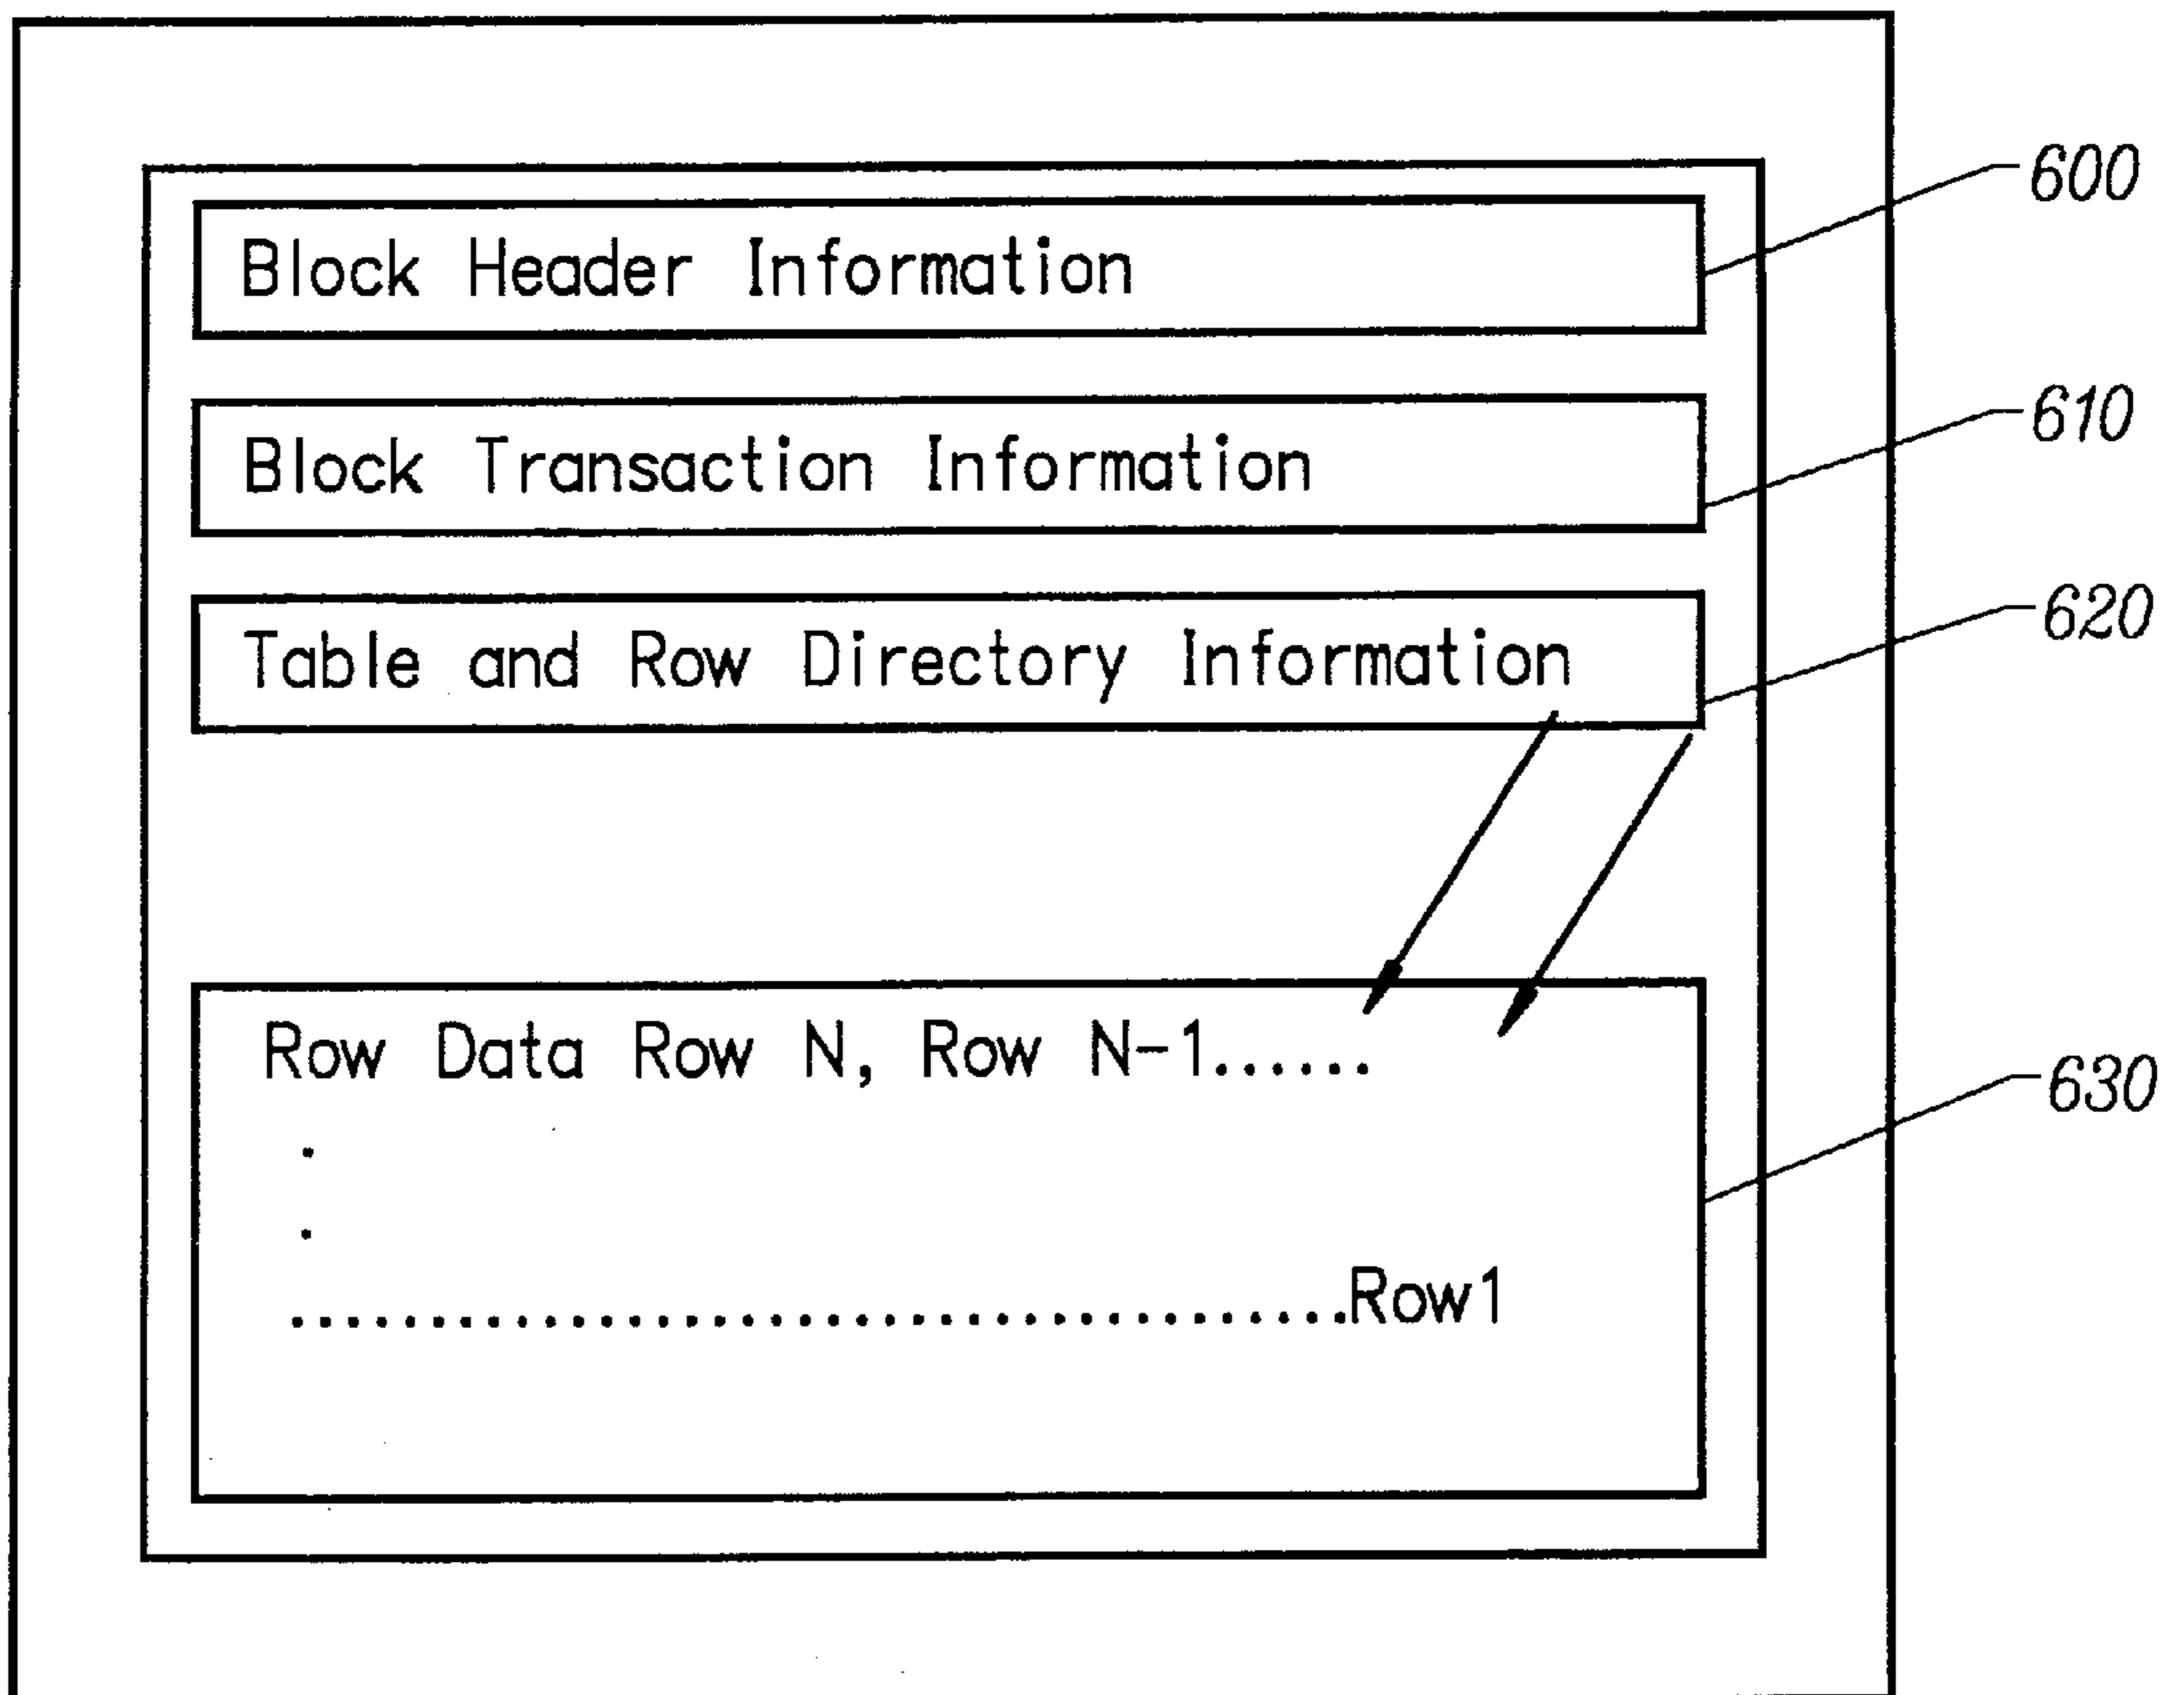 Block Header Information
600
Block Transaction Information
610
Table and Row Directory Information
620
Row Data Row N, Row N-1......
630
.
.
......................................Row1